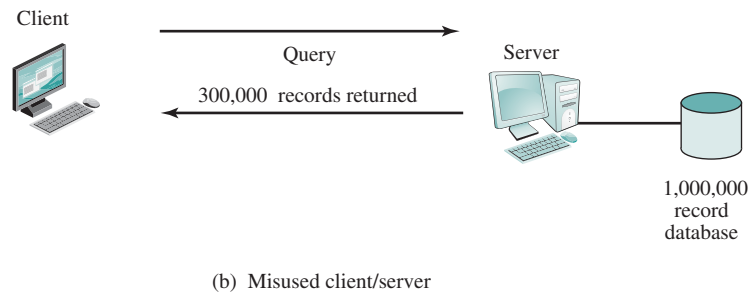 Client
Query
Server
300,000 records returned
1,000,000
record
database
(b) Misused client/server